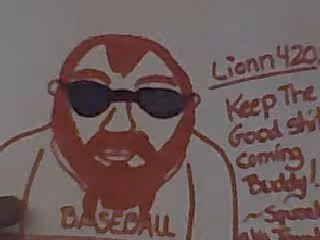 Lionn420
Keep The
Good shit
coming
Buddy!
BASEBALL